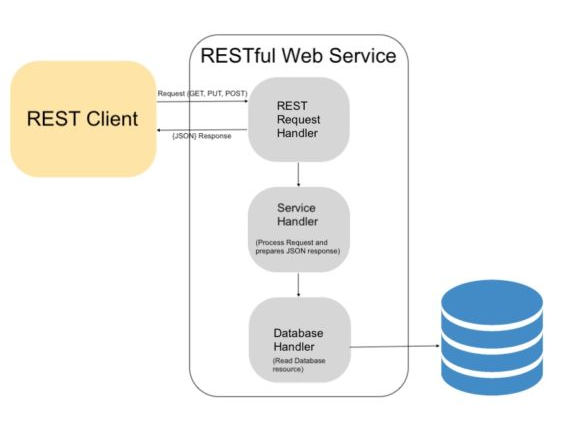 RESTful Web Service
REST Client
Request (GET, PUT, POST)
{JSON} Response
REST
Request
Handler
Service
Handler
(Process Request and
prepares JSON response)
Database
Handler
(Read Database
resource)